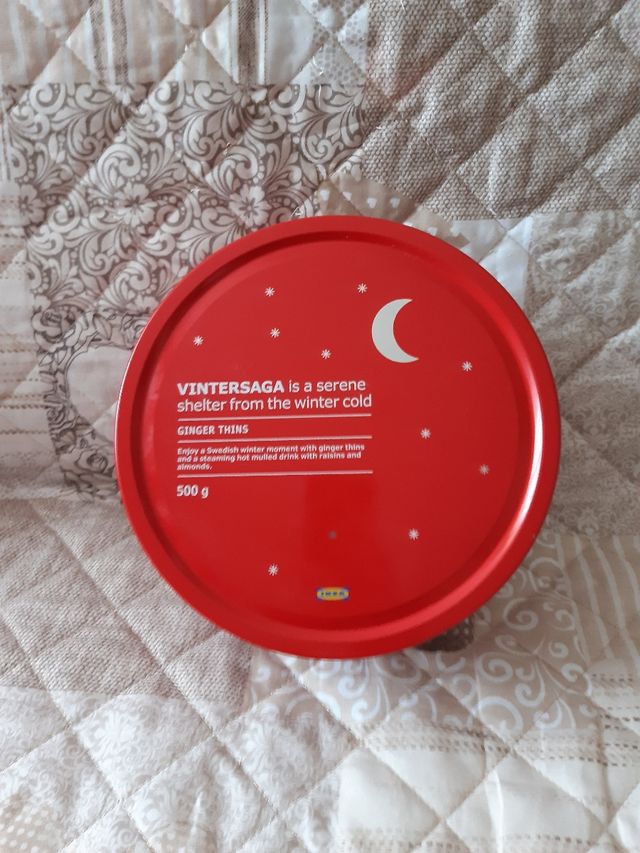 VINTERSAGA is a serene
shelter from the winter cold
GINGER THINS
Enjoy a Swedish winter moment with ginger thins
and a steaming hot mulled drink with raisins and
almonds.
500 g
IKEA